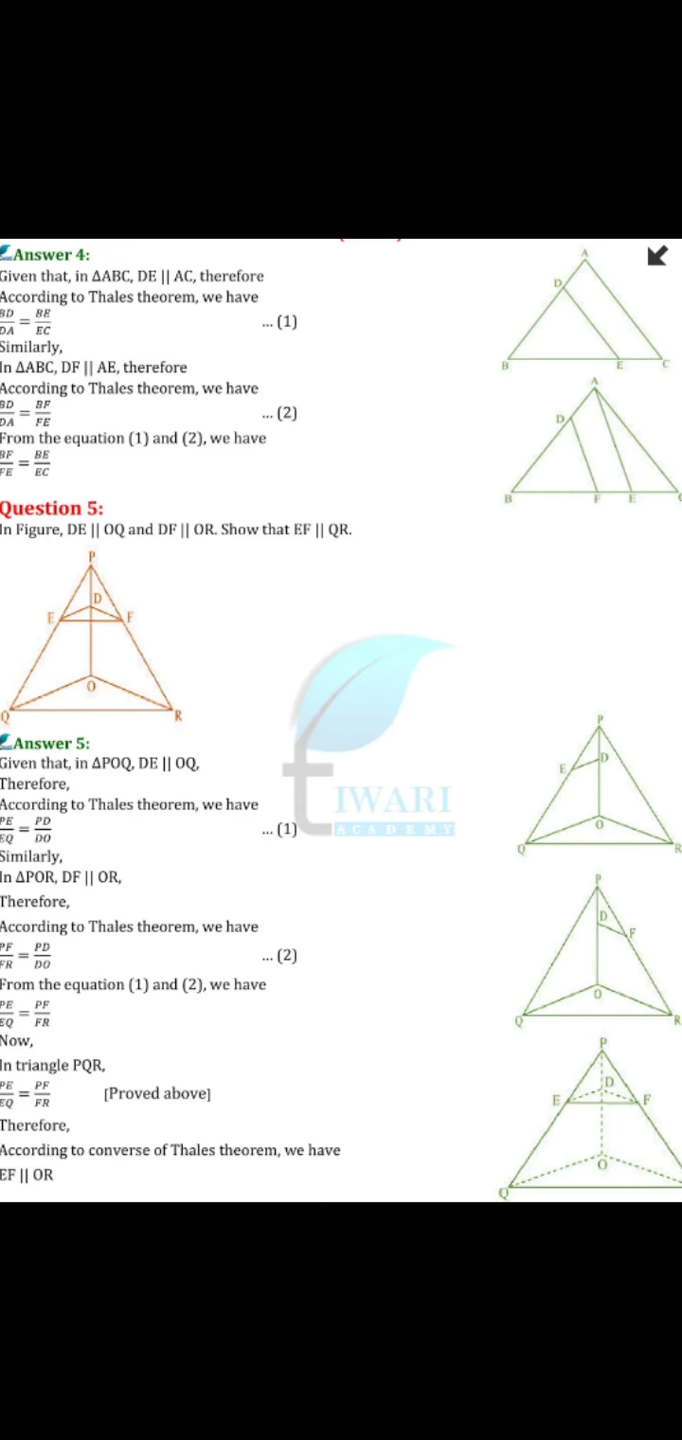 Answer 4:
Given that, in ΔABC, DE || AC, therefore
According to Thales theorem, we have
BD/DA = BE/EC ... (1)
Similarly,
In ΔABC, DF || AE, therefore
According to Thales theorem, we have
BD/DA = BF/FE ... (2)
From the equation (1) and (2), we have
BF/FE = BE/EC
A
D
B E C
A
D
B F E C
Question 5:
In Figure, DE || OQ and DF || OR. Show that EF || QR.
P
D
E F
O
Q R
Answer 5:
Given that, in ΔPOQ, DE || OQ,
Therefore,
According to Thales theorem, we have
PE/EQ = PD/DO ... (1)
Similarly,
In ΔPOR, DF || OR,
Therefore,
According to Thales theorem, we have
PF/FR = PD/DO ... (2)
From the equation (1) and (2), we have
PE/EQ = PF/FR
Now,
In triangle PQR,
PE/EQ = PF/FR [Proved above]
Therefore,
According to converse of Thales theorem, we have
EF || OR
P
E D
O
Q R
P
D
F
O
Q R
P
D
E F
O
Q
tIWARI
ACADEMY